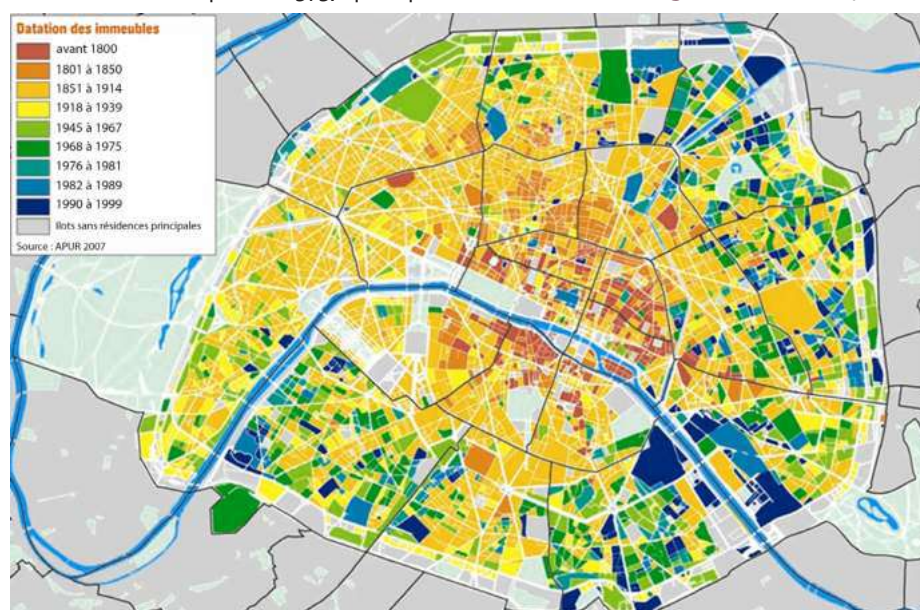 Datation des immeubles
avant 1800
1801 à 1850
1851 à 1914
1918 à 1939
1945 à 1967
1968 à 1975
1976 à 1981
1982 à 1989
1990 à 1999
Ilots sans résidences principales
Source : APUR 2007